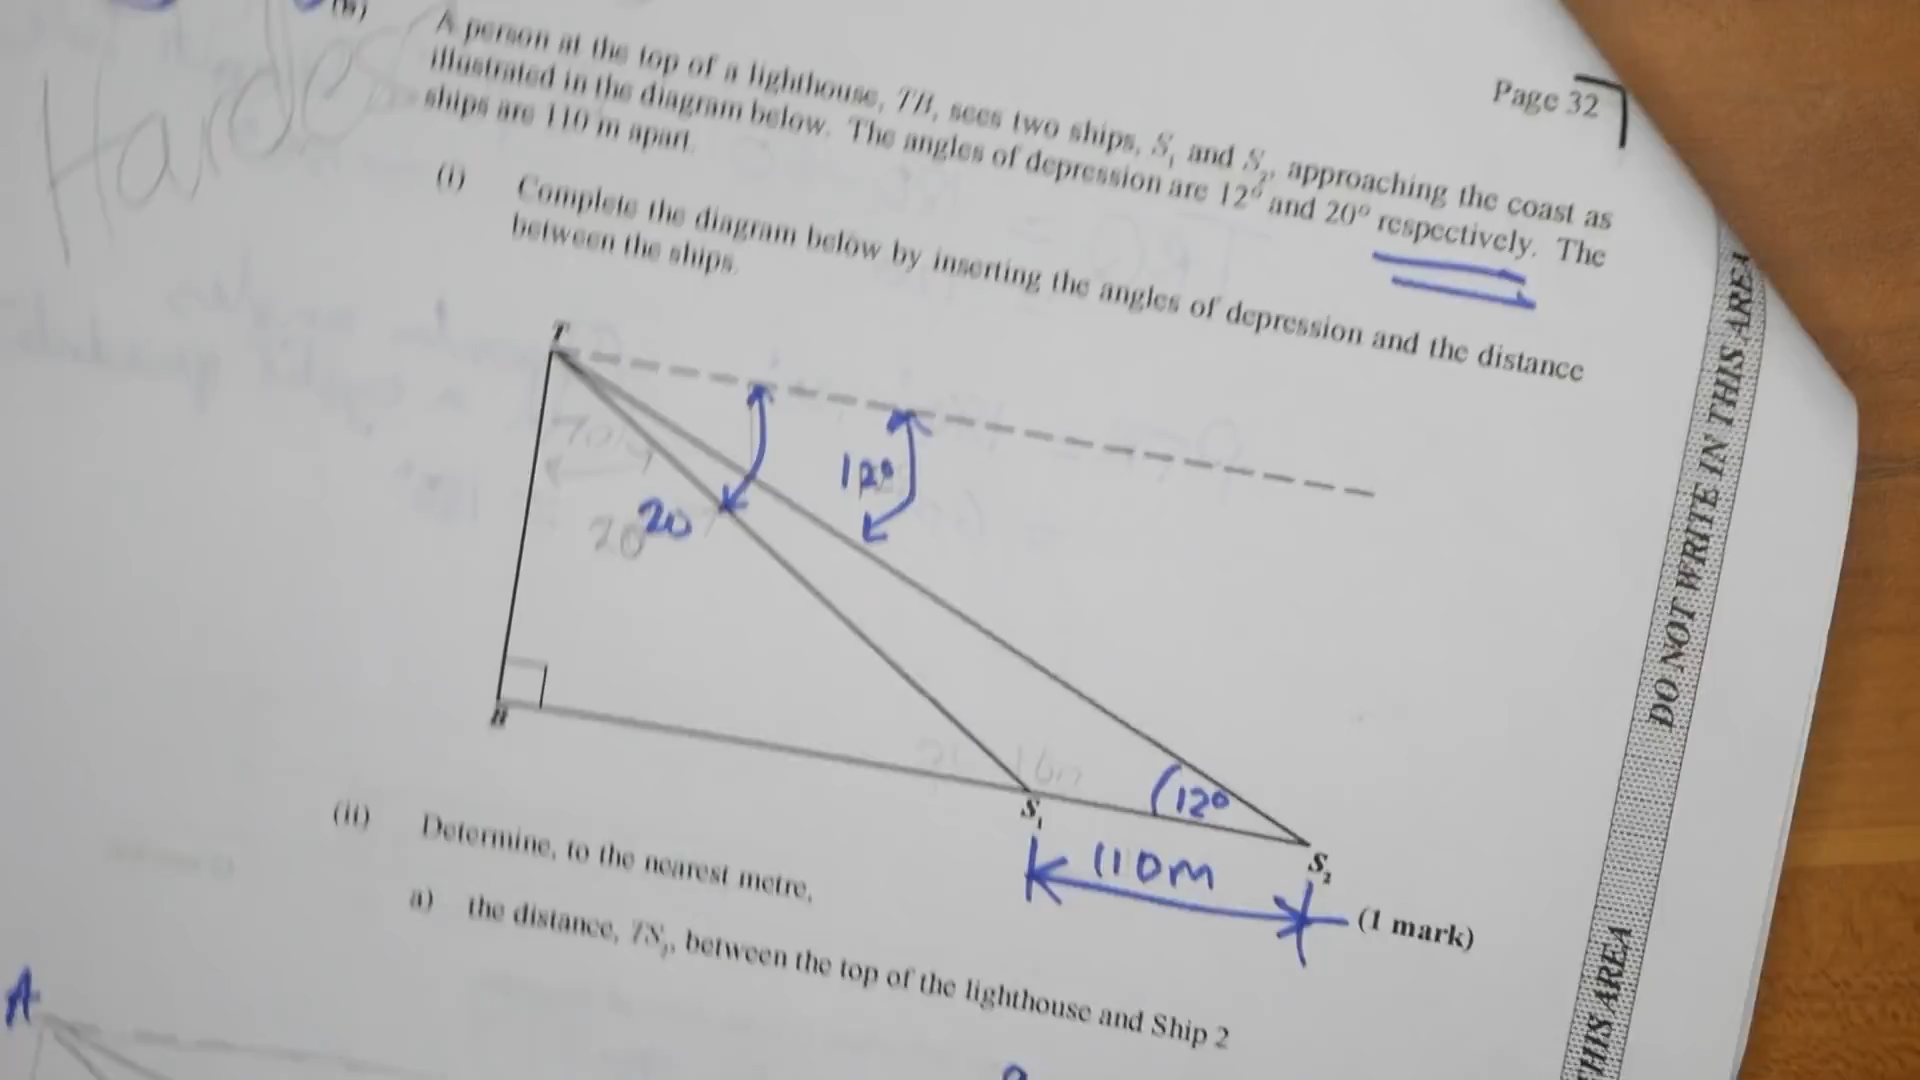 Page 32
A person at the top of a lighthouse, TB, sees two ships, S₁ and S₂, approaching the coast as
illustrated in the diagram below. The angles of depression are 12° and 20° respectively. The
ships are 110 m apart.
(i) Complete the diagram below by inserting the angles of depression and the distance
between the ships.
T
12°
20
20
B
S₁
12°
S₂
110m
(1 mark)
(ii) Determine, to the nearest metre,
a) the distance, TS₂, between the top of the lighthouse and Ship 2
A
DO NOT WRITE IN THIS AREA
THIS AREA